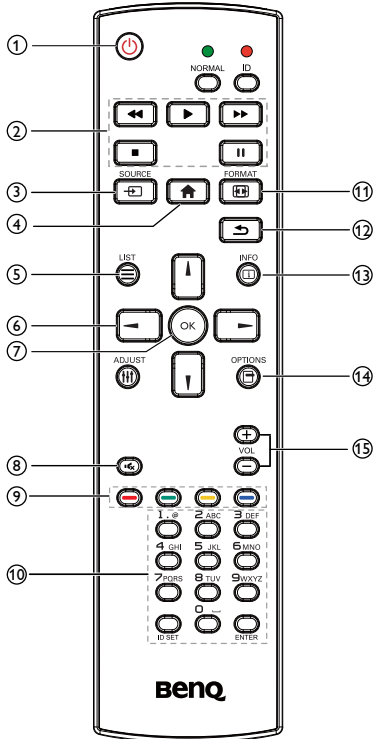 1
NORMAL ID
2
SOURCE FORMAT
3
11
4
12
LIST INFO
5
13
6
OK
7
ADJUST OPTIONS
14
VOL
15
8
9
1 . @ 2 ABC 3 DEF
4 GHI 5 JKL 6 MNO
10
7 PQRS 8 TUV 9 WXYZ
0
ID SET ENTER
BenQ